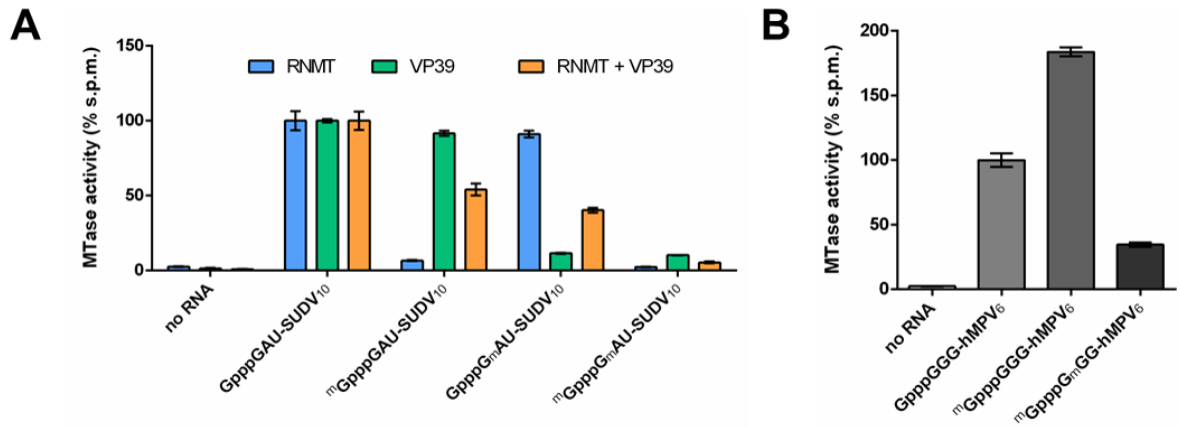 A
MTase activity (% s.p.m.)
150
100
50
0
RNMT
VP39
RNMT + VP39
no RNA
GpppGAU-SUDV₁₀
ᵐGpppGAU-SUDV₁₀
GpppGₘAU-SUDV₁₀
ᵐGpppGₘAU-SUDV₁₀
B
MTase activity (% s.p.m.)
200
150
100
50
0
no RNA
GpppGGG-hMPV₆
ᵐGpppGGG-hMPV₆
ᵐGpppGₘGG-hMPV₆